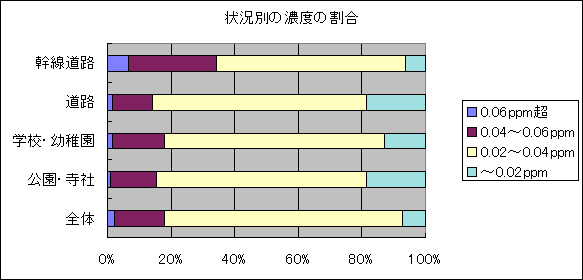 状況別の濃度の割合
幹線道路
道路
学校・幼稚園
公園・寺社
全体
0% 20% 40% 60% 80% 100%
0.06ppm超
0.04～0.06ppm
0.02～0.04ppm
～0.02ppm